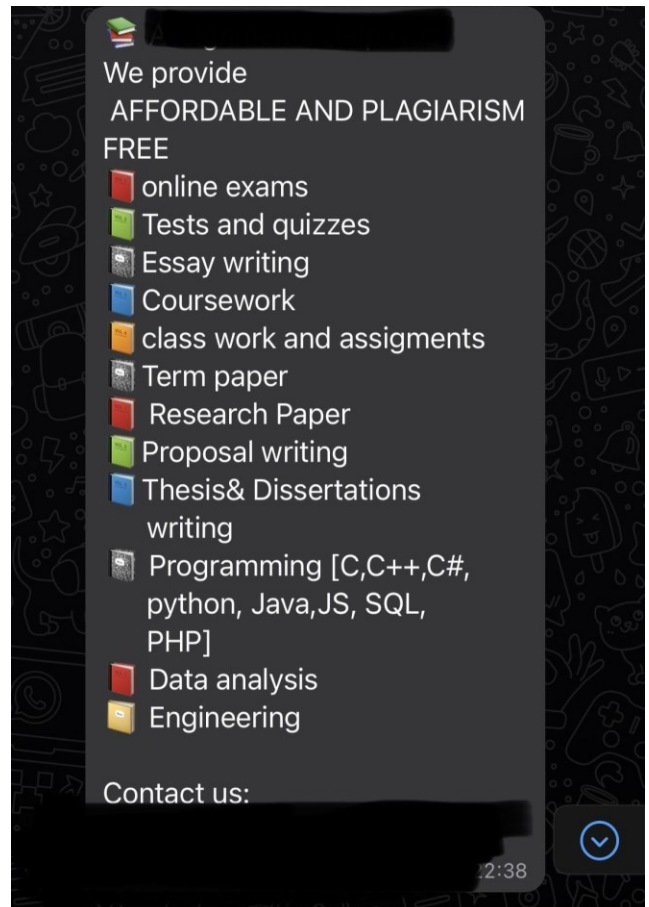 We provide
AFFORDABLE AND PLAGIARISM
FREE
online exams
Tests and quizzes
Essay writing
Coursework
class work and assigments
Term paper
Research Paper
Proposal writing
Thesis& Dissertations
writing
Programming [C,C++,C#,
python, Java,JS, SQL,
PHP]
Data analysis
Engineering
Contact us:
2:38